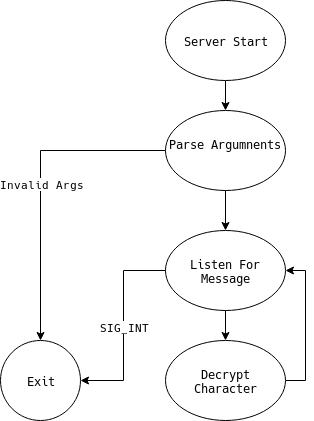 Server Start
Parse Argumnents
Invalid Args
Listen For
Message
SIG_INT
Exit
Decrypt
Character